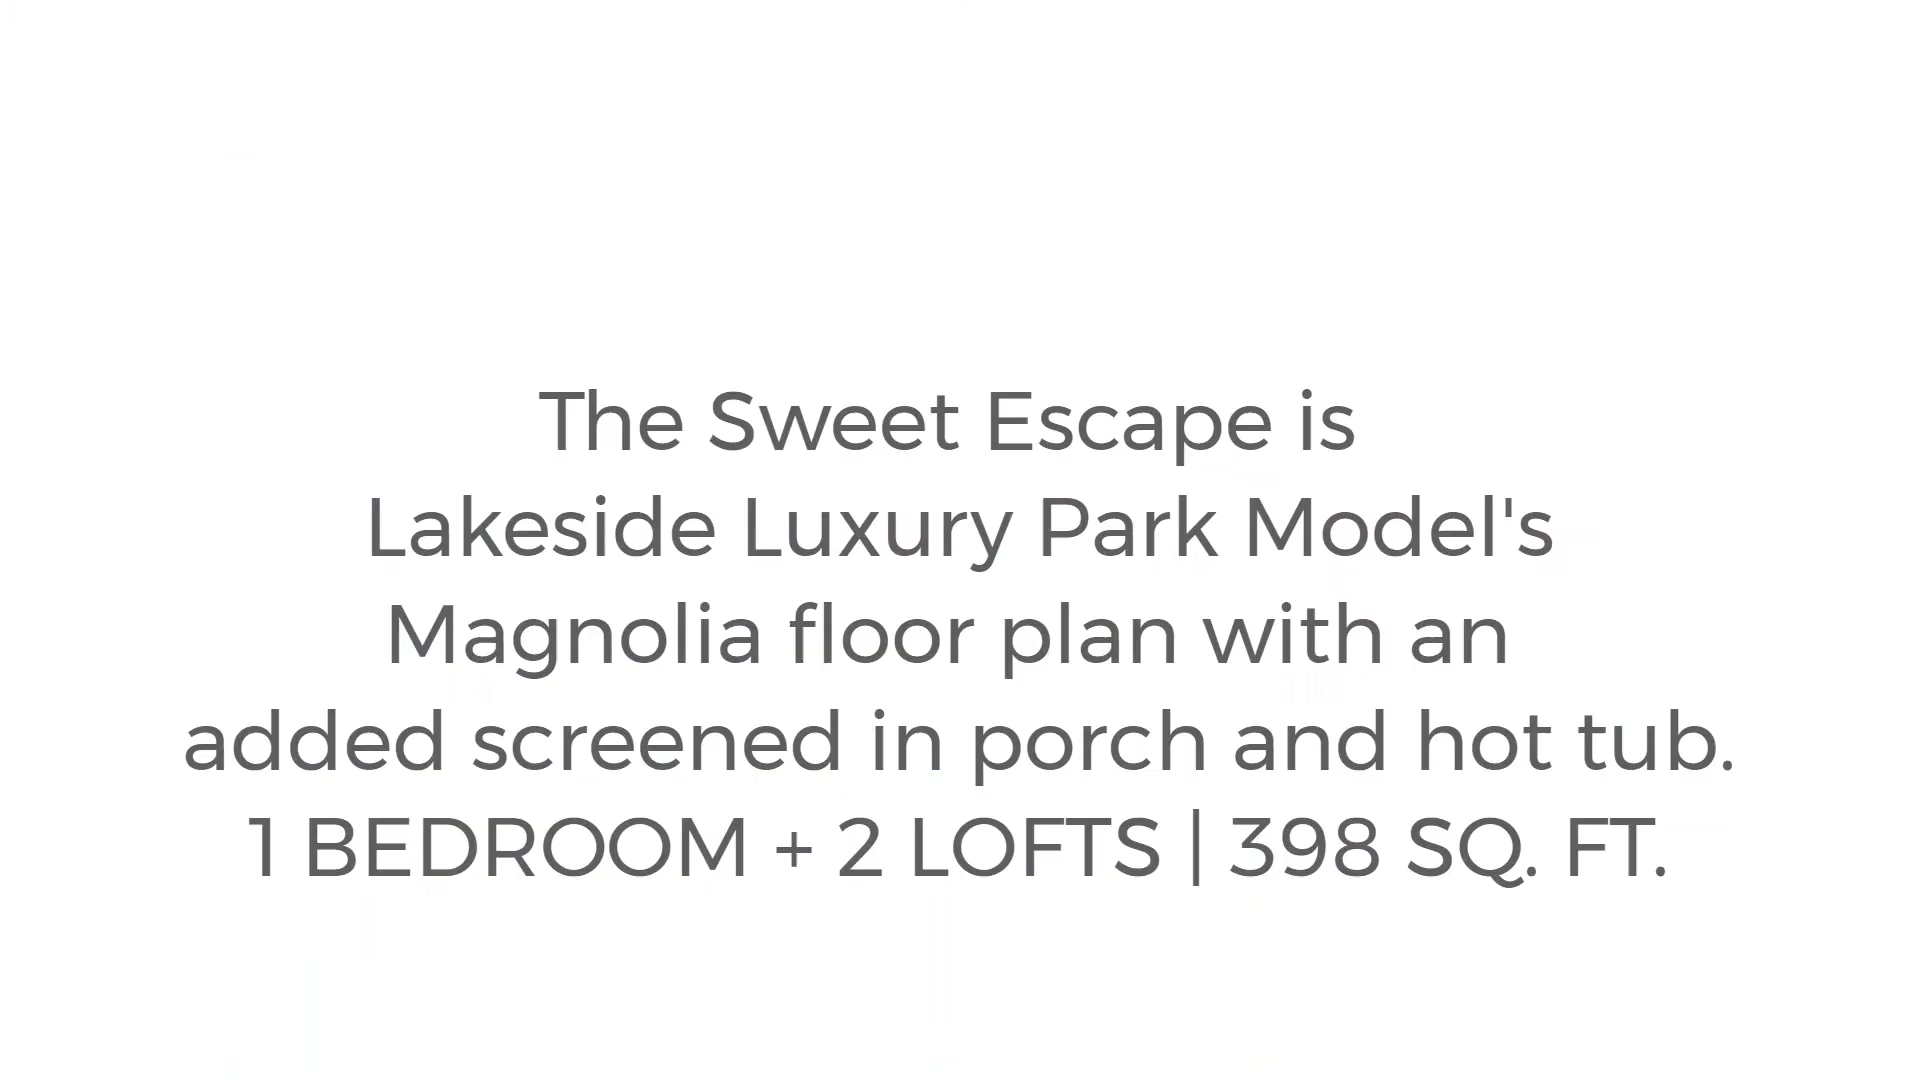 The Sweet Escape is
Lakeside Luxury Park Model's
Magnolia floor plan with an
added screened in porch and hot tub.
1 BEDROOM + 2 LOFTS | 398 SQ. FT.